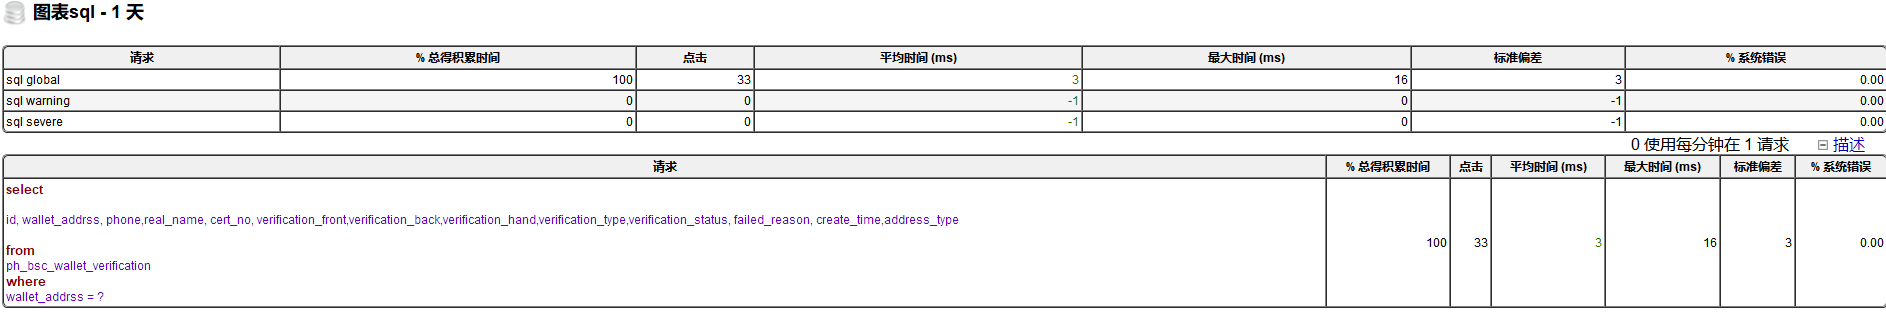 图表sql - 1 天
请求 % 总得积累时间 点击 平均时间 (ms) 最大时间 (ms) 标准偏差 % 系统错误
sql global 100 33 3 16 3 0.00
sql warning 0 0 -1 0 -1 0.00
sql severe 0 0 -1 0 -1 0.00
0 使用每分钟在 1 请求 描述
请求 % 总得积累时间 点击 平均时间 (ms) 最大时间 (ms) 标准偏差 % 系统错误
select
id, wallet_addrss, phone,real_name, cert_no, verification_front,verification_back,verification_hand,verification_type,verification_status, failed_reason, create_time,address_type
100 33 3 16 3 0.00
from
ph_bsc_wallet_verification
where
wallet_addrss = ?